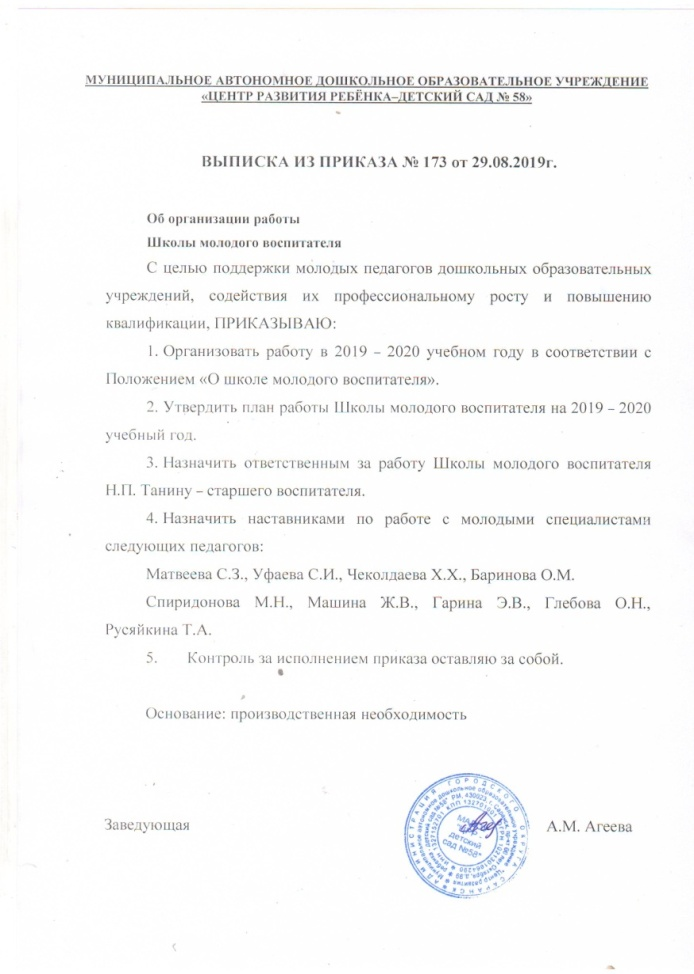 МУНИЦИПАЛЬНОЕ АВТОНОМНОЕ ДОШКОЛЬНОЕ ОБРАЗОВАТЕЛЬНОЕ УЧРЕЖДЕНИЕ
«ЦЕНТР РАЗВИТИЯ РЕБЁНКА–ДЕТСКИЙ САД № 58»
ВЫПИСКА ИЗ ПРИКАЗА № 173 от 29.08.2019г.
Об организации работы
Школы молодого воспитателя
С целью поддержки молодых педагогов дошкольных образовательных
учреждений, содействия их профессиональному росту и повышению
квалификации, ПРИКАЗЫВАЮ:
1. Организовать работу в 2019 – 2020 учебном году в соответствии с
Положением «О школе молодого воспитателя».
2. Утвердить план работы Школы молодого воспитателя на 2019 – 2020
учебный год.
3. Назначить ответственным за работу Школы молодого воспитателя
Н.П. Танину – старшего воспитателя.
4. Назначить наставниками по работе с молодыми специалистами
следующих педагогов:
Матвеева С.З., Уфаева С.И., Чеколдаева Х.Х., Баринова О.М.
Спиридонова М.Н., Машина Ж.В., Гарина Э.В., Глебова О.Н.,
Русяйкина Т.А.
5. Контроль за исполнением приказа оставляю за собой.
Основание: производственная необходимость
Заведующая
А.М. Агеева
детский
сад №58"